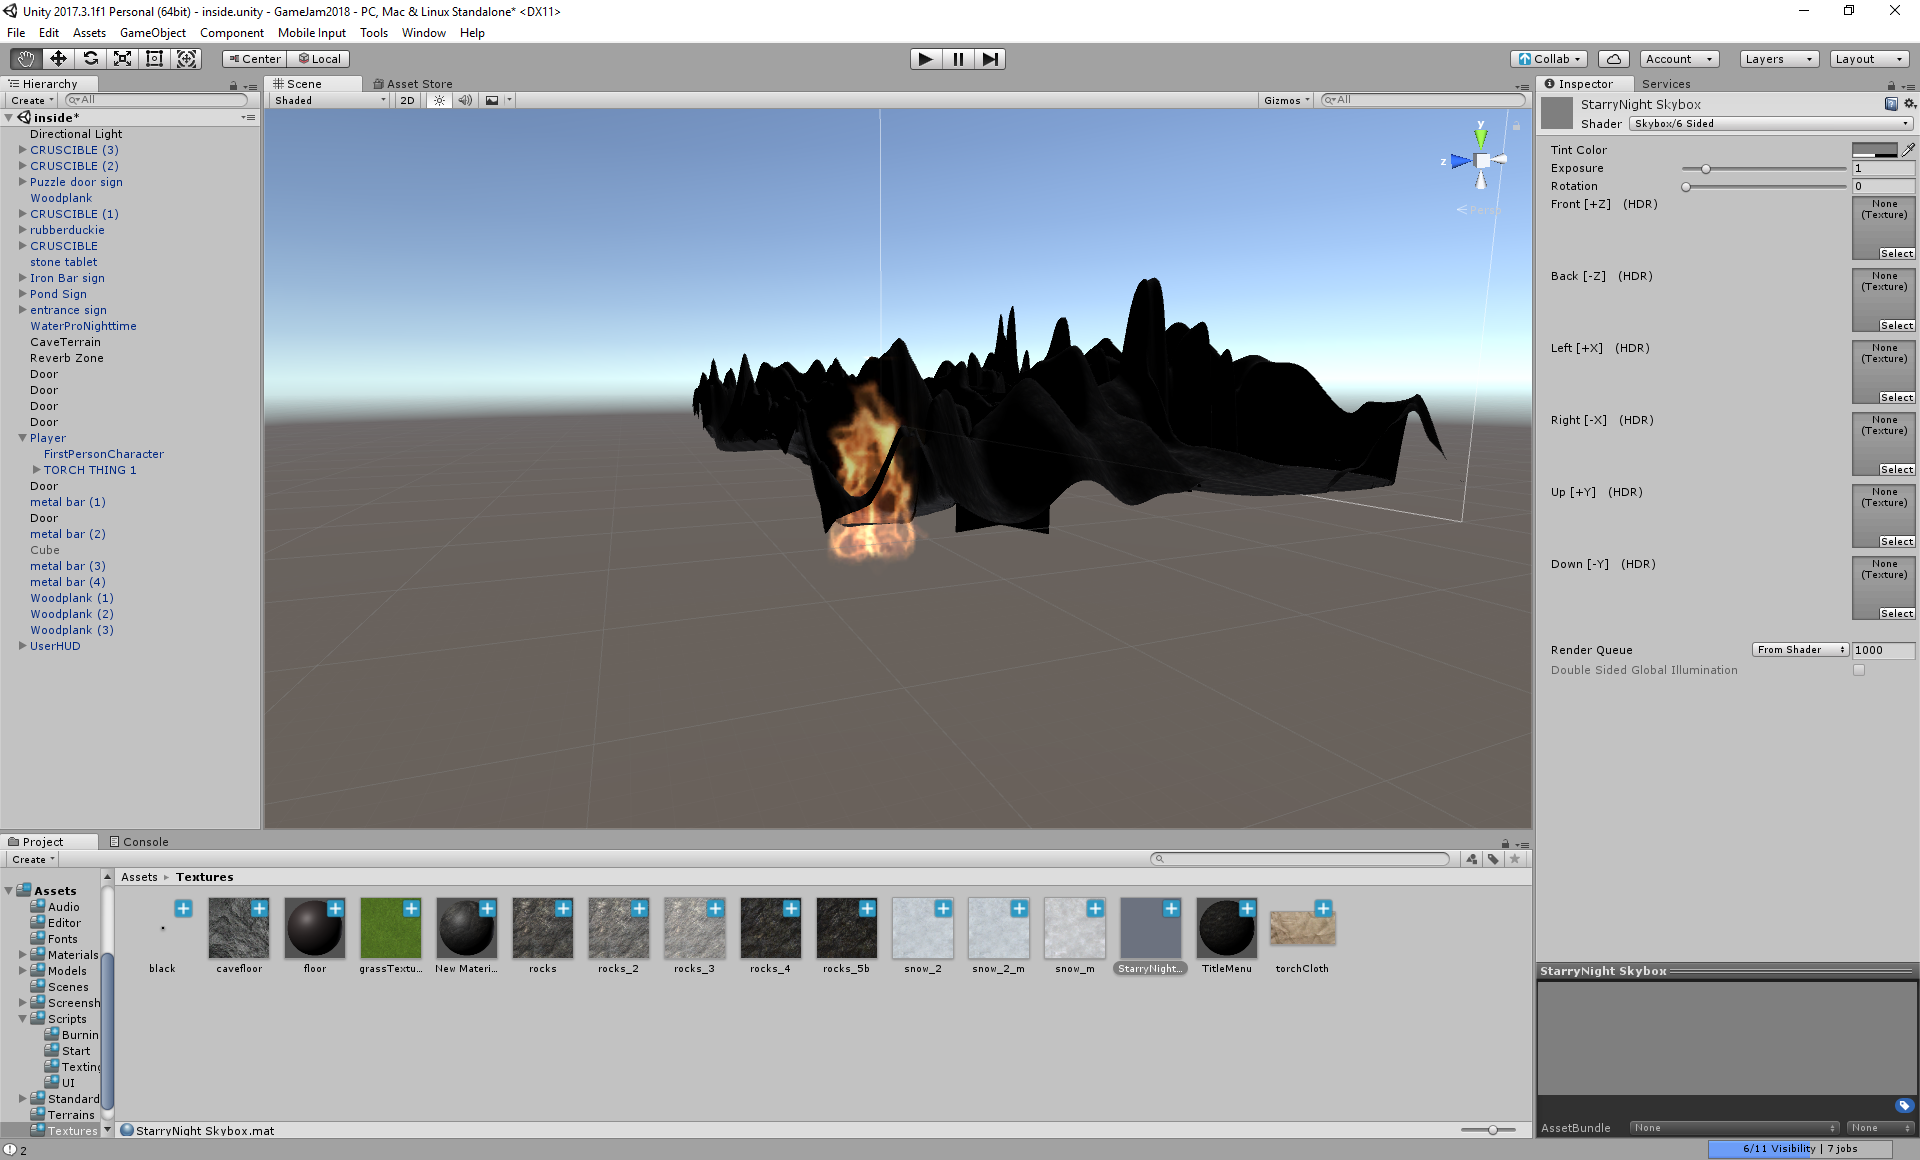 Unity 2017.3.1f1 Personal (64bit) - inside.unity - GameJam2018 - PC, Mac & Linux Standalone* <DX11>
File Edit Assets GameObject Component Mobile Input Tools Window Help
Center Local
Collab Account Layers Layout
Hierarchy
Create All
inside*
Directional Light
CRUSCIBLE (3)
CRUSCIBLE (2)
Puzzle door sign
Woodplank
CRUSCIBLE (1)
rubberduckie
CRUSCIBLE
stone tablet
Iron Bar sign
Pond Sign
entrance sign
WaterProNighttime
CaveTerrain
Reverb Zone
Door
Door
Door
Door
Player
FirstPersonCharacter
TORCH THING 1
Door
metal bar (1)
Door
metal bar (2)
Cube
metal bar (3)
metal bar (4)
Woodplank (1)
Woodplank (2)
Woodplank (3)
UserHUD
Scene Asset Store
Shaded 2D Gizmos All
y
z
Persp
Inspector Services
StarryNight Skybox
Shader Skybox/6 Sided
Tint Color
Exposure 1
Rotation 0
Front [+Z] (HDR)
None
(Texture)
Select
Back [-Z] (HDR)
None
(Texture)
Select
Left [+X] (HDR)
None
(Texture)
Select
Right [-X] (HDR)
None
(Texture)
Select
Up [+Y] (HDR)
None
(Texture)
Select
Down [-Y] (HDR)
None
(Texture)
Select
Render Queue From Shader 1000
Double Sided Global Illumination
Project Console
Create
Assets
Audio
Editor
Fonts
Materials
Models
Scenes
Screensh
Scripts
Burnin
Start
Texting
UI
Standard
Terrains
Textures
Assets Textures
black cavefloor floor grassTextu... New Materi... rocks rocks_2 rocks_3 rocks_4 rocks_5b snow_2 snow_2_m snow_m StarryNight... TitleMenu torchCloth
StarryNight Skybox.mat
StarryNight Skybox
AssetBundle None None
2
6/11 Visibility | 7 jobs